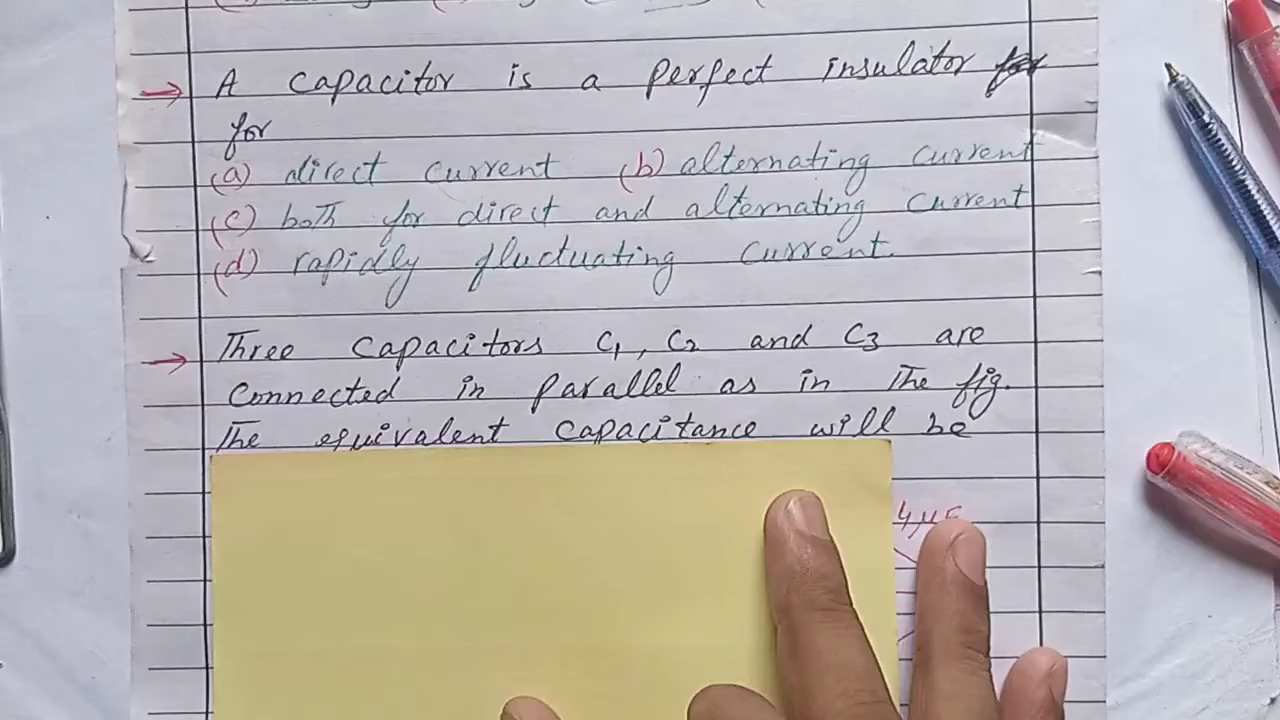 → A capacitor is a perfect insulator
for
(a) direct current (b) alternating current
(c) both for direct and alternating current
(d) rapidly fluctuating current.
→ Three capacitors C1, C2 and C3 are
connected in parallel as in the fig.
The equivalent capacitance will be
4μF